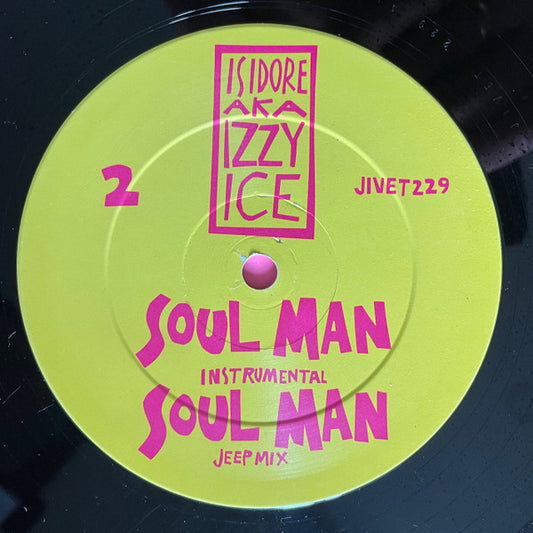 ISIDORE
AKA
IZZY
ICE
2
JIVET229
SOUL MAN
INSTRUMENTAL
SOUL MAN
JEEP MIX